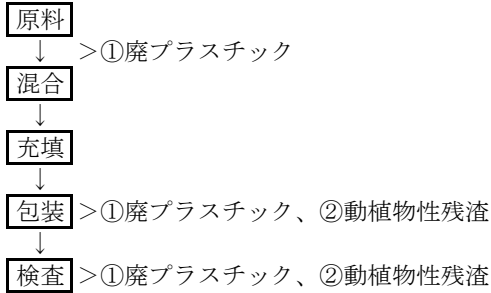 原料
↓ >①廃プラスチック
混合
↓
充填
↓
包装 >①廃プラスチック、②動植物性残渣
↓
検査 >①廃プラスチック、②動植物性残渣